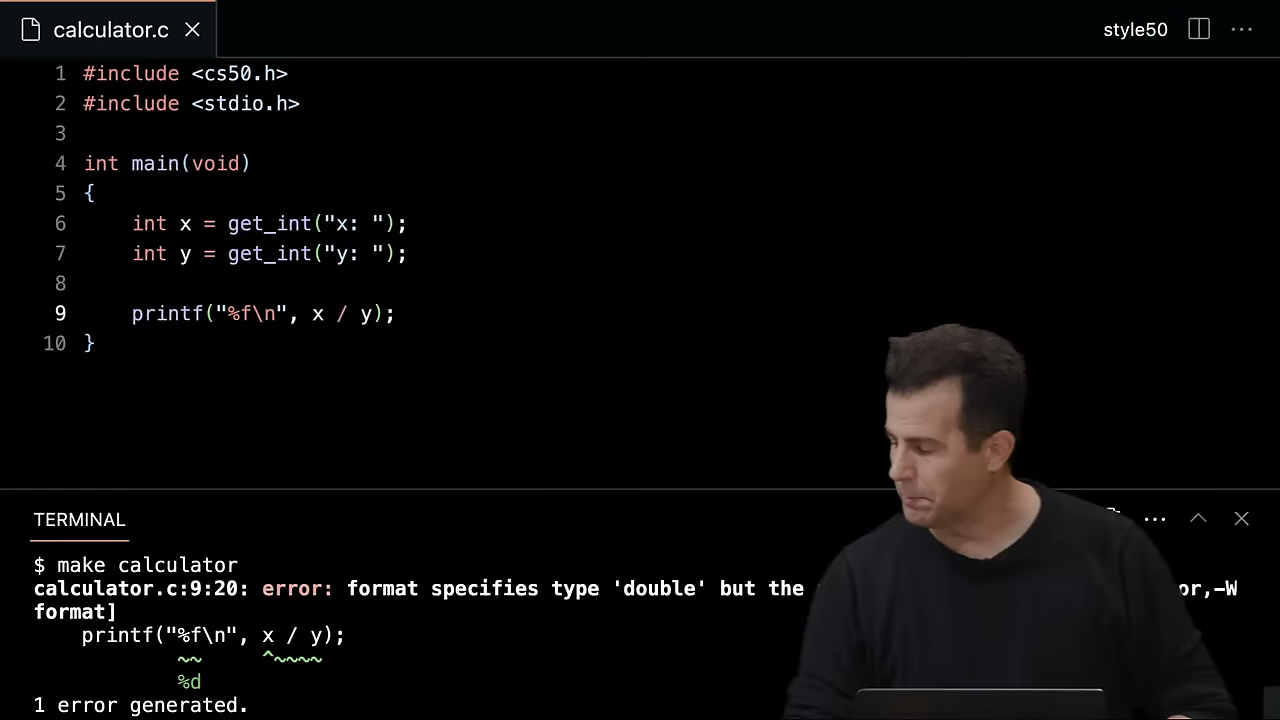 calculator.c
style50
1 #include <cs50.h>
2 #include <stdio.h>
3
4 int main(void)
5 {
6     int x = get_int("x: ");
7     int y = get_int("y: ");
8
9     printf("%f\n", x / y);
10 }
TERMINAL
$ make calculator
calculator.c:9:20: error: format specifies type 'double' but the or,-W
format]
    printf("%f\n", x / y);
            ~~     ^~~~~
            %d
1 error generated.